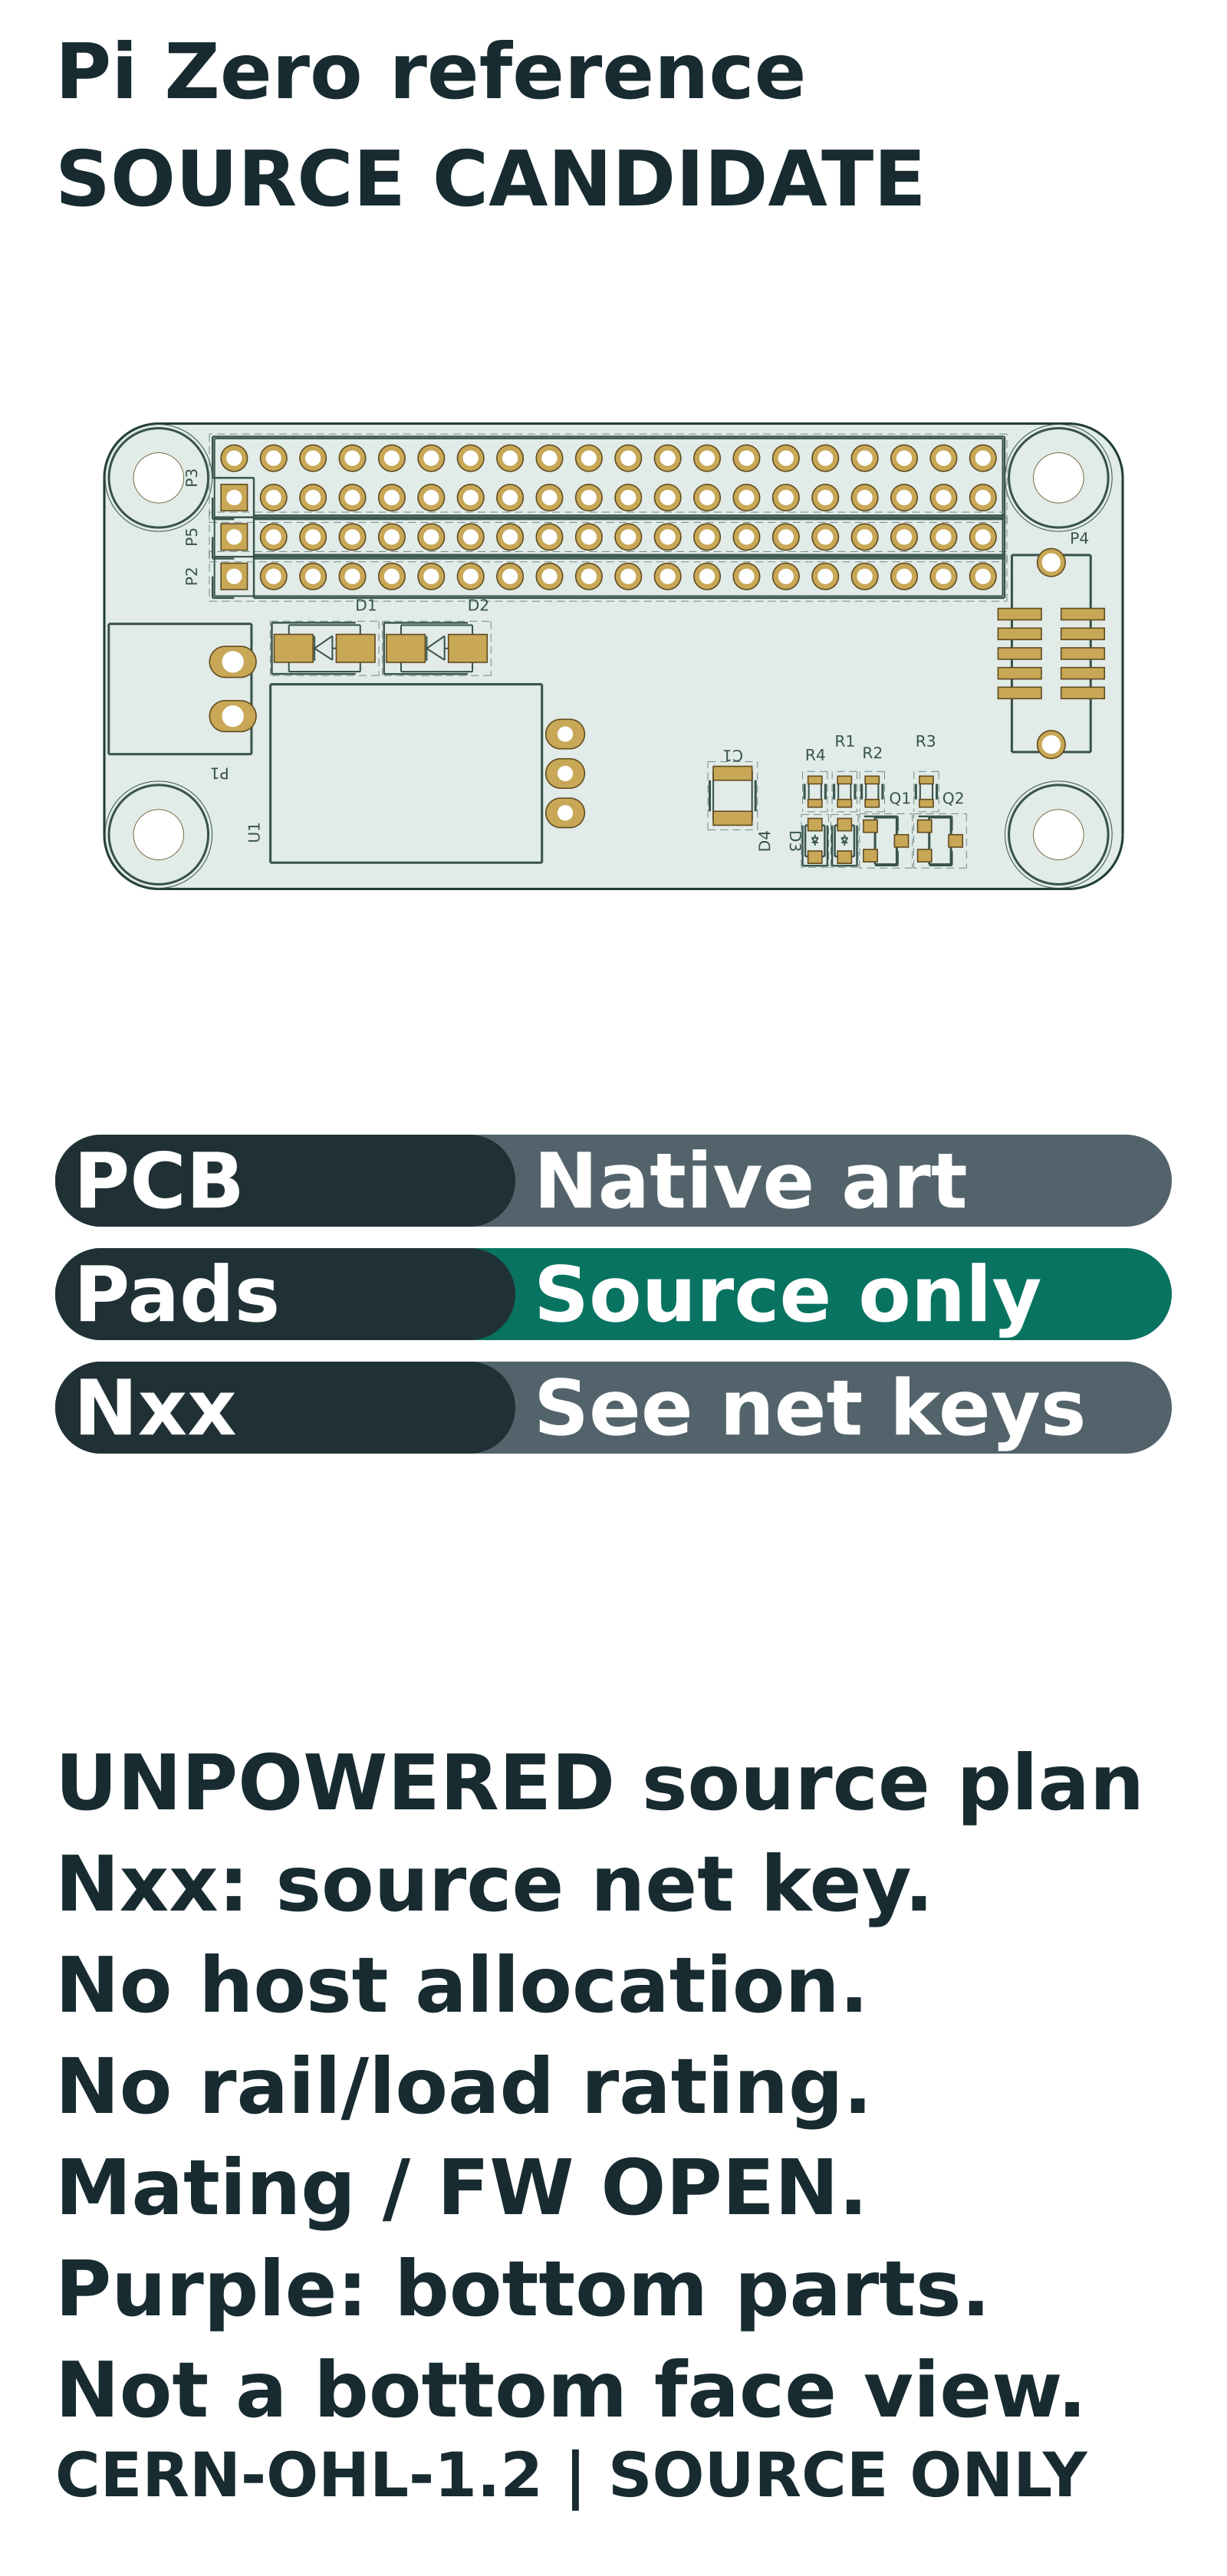 Pi Zero reference
SOURCE CANDIDATE
P3
P5
P2
P4
D1 D2
P1
U1
C1
R4 R1 R2 R3
Q1 Q2
D4 D3
PCB Native art
Pads Source only
Nxx See net keys
UNPOWERED source plan
Nxx: source net key.
No host allocation.
No rail/load rating.
Mating / FW OPEN.
Purple: bottom parts.
Not a bottom face view.
CERN-OHL-1.2 | SOURCE ONLY